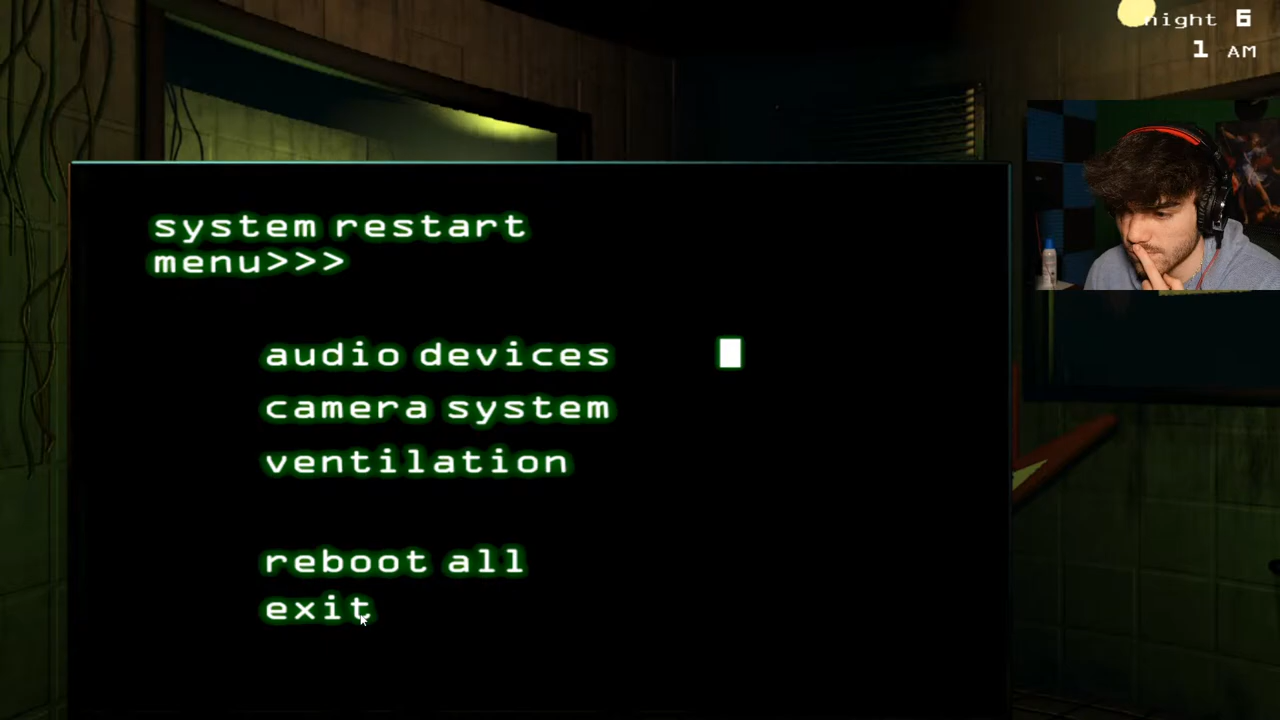 night 6
1 AM
system restart
menu>>>
audio devices
camera system
ventilation
reboot all
exit